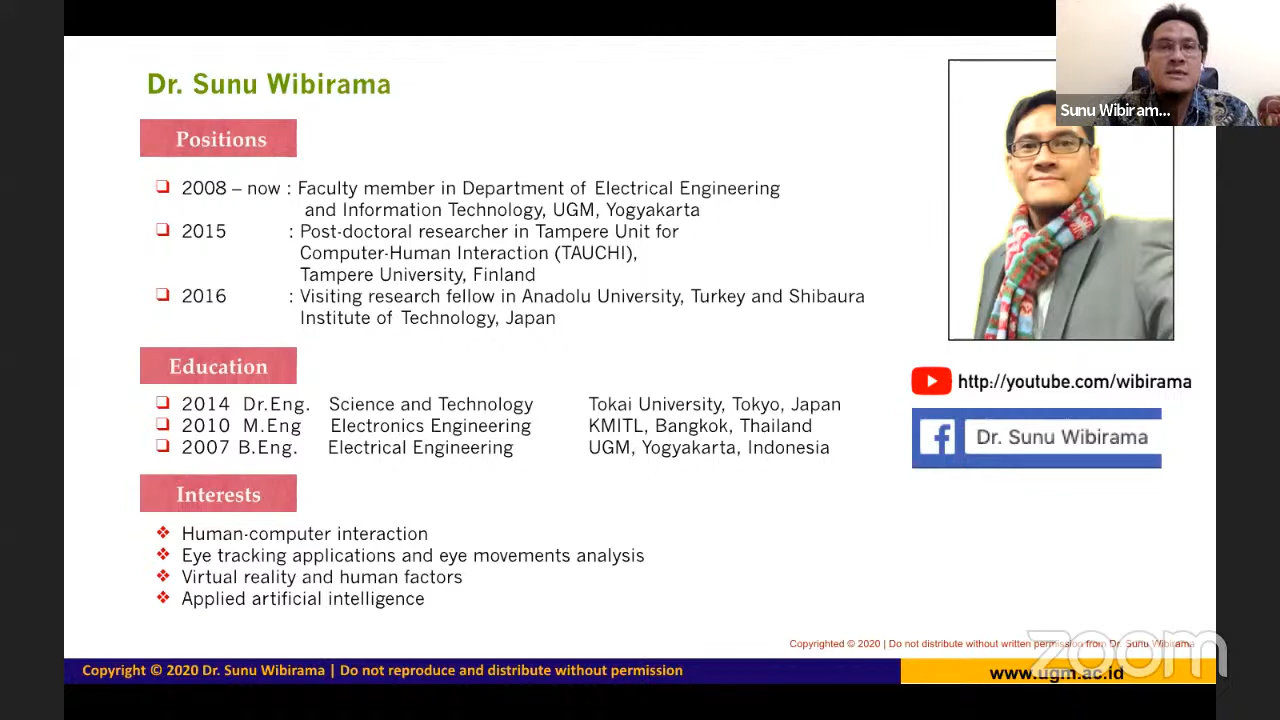 Dr. Sunu Wibirama
Sunu Wibiram...
Positions
❑ 2008 – now : Faculty member in Department of Electrical Engineering
and Information Technology, UGM, Yogyakarta
❑ 2015 : Post-doctoral researcher in Tampere Unit for
Computer-Human Interaction (TAUCHI),
Tampere University, Finland
❑ 2016 : Visiting research fellow in Anadolu University, Turkey and Shibaura
Institute of Technology, Japan
Education
❑ 2014 Dr.Eng. Science and Technology Tokai University, Tokyo, Japan
❑ 2010 M.Eng Electronics Engineering KMITL, Bangkok, Thailand
❑ 2007 B.Eng. Electrical Engineering UGM, Yogyakarta, Indonesia
http://youtube.com/wibirama
Dr. Sunu Wibirama
Interests
❖ Human-computer interaction
❖ Eye tracking applications and eye movements analysis
❖ Virtual reality and human factors
❖ Applied artificial intelligence
Copyrighted © 2020 | Do not distribute without written permission from Dr. Sunu Wibirama
zoom
Copyright © 2020 Dr. Sunu Wibirama | Do not reproduce and distribute without permission
www.ugm.ac.id